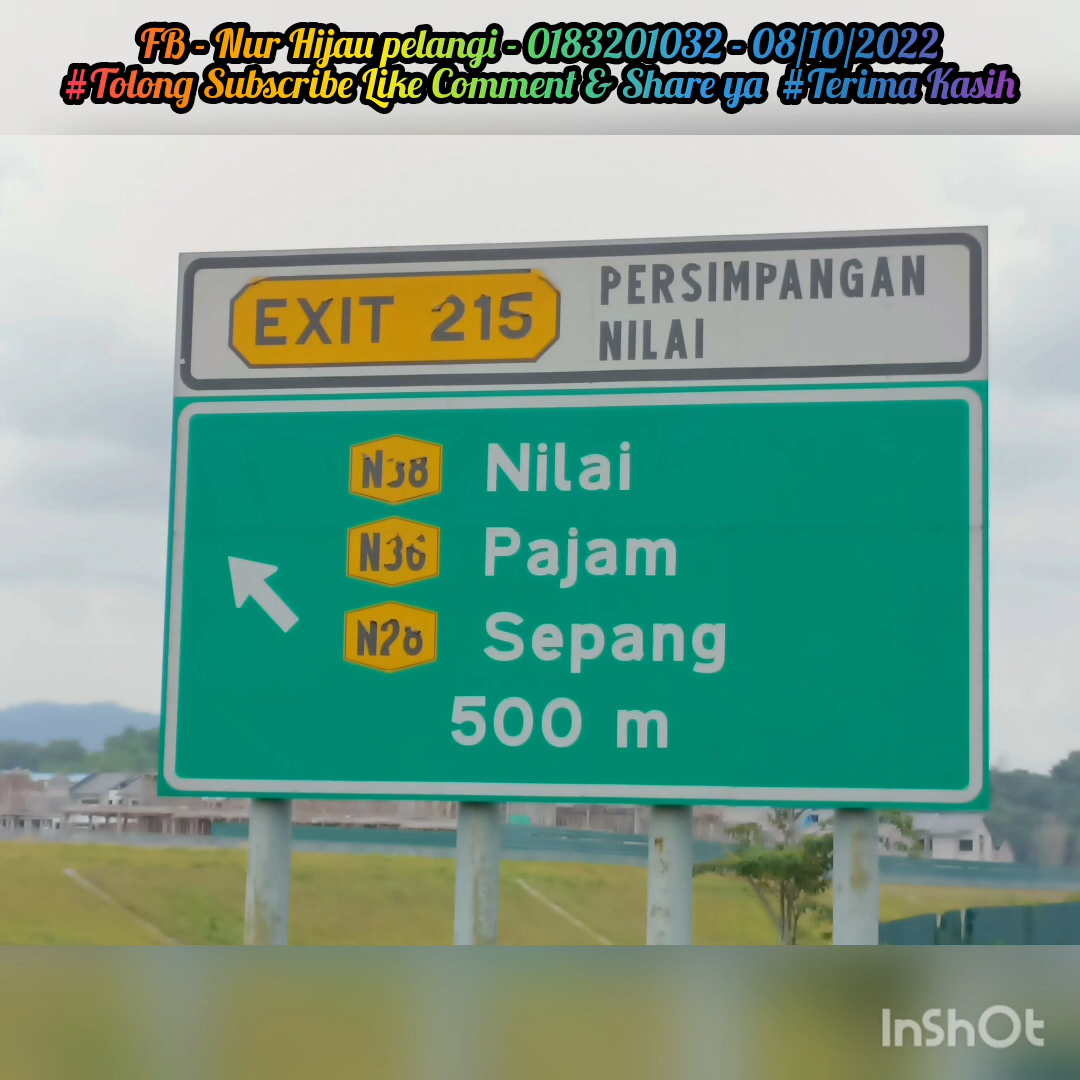 FB - Nur Hijau pelangi - 0183201032 - 08/10/2022
#Tolong Subscribe Like Comment & Share ya #Terima Kasih
EXIT 215
PERSIMPANGAN
NILAI
N38 Nilai
N36 Pajam
N28 Sepang
500 m
InShOt